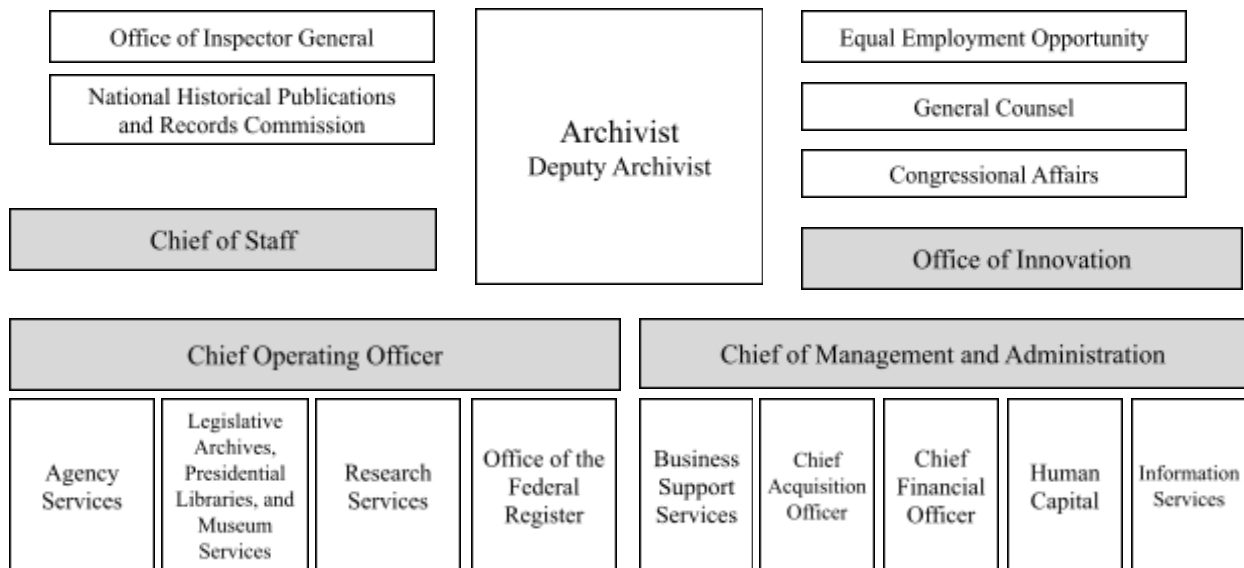 Office of Inspector General
National Historical Publications
and Records Commission
Chief of Staff
Archivist
Deputy Archivist
Equal Employment Opportunity
General Counsel
Congressional Affairs
Office of Innovation
Chief Operating Officer
Agency
Services
Legislative
Archives,
Presidential
Libraries, and
Museum
Services
Research
Services
Office of the
Federal
Register
Chief of Management and Administration
Business
Support
Services
Chief
Acquisition
Officer
Chief
Financial
Officer
Human
Capital
Information
Services